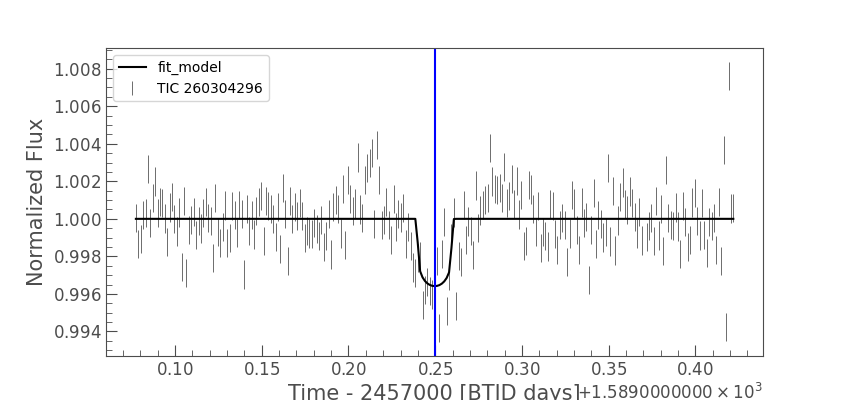 fit_model
TIC 260304296
Normalized Flux
1.008
1.006
1.004
1.002
1.000
0.998
0.996
0.994
0.10 0.15 0.20 0.25 0.30 0.35 0.40
Time - 2457000 [BTJD days]
+1.5890000000 × 10³